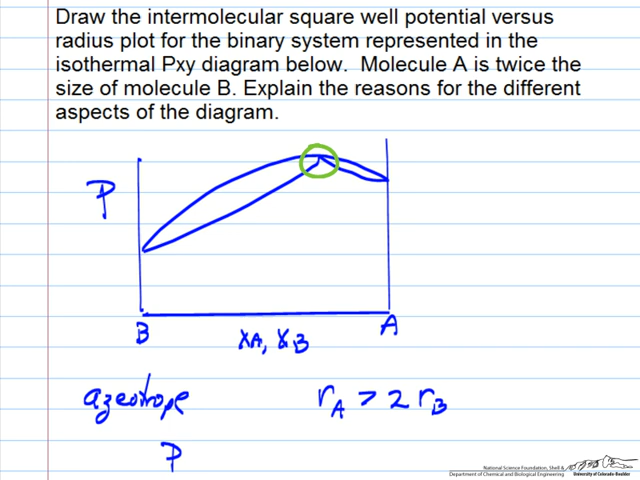 Draw the intermolecular square well potential versus
radius plot for the binary system represented in the
isothermal Pxy diagram below. Molecule A is twice the
size of molecule B. Explain the reasons for the different
aspects of the diagram.
P
B
A
xA, xB
azeotrope
rA > 2 rB
P
National Science Foundation, Shell &
Department of Chemical and Biological Engineering
University of Colorado Boulder